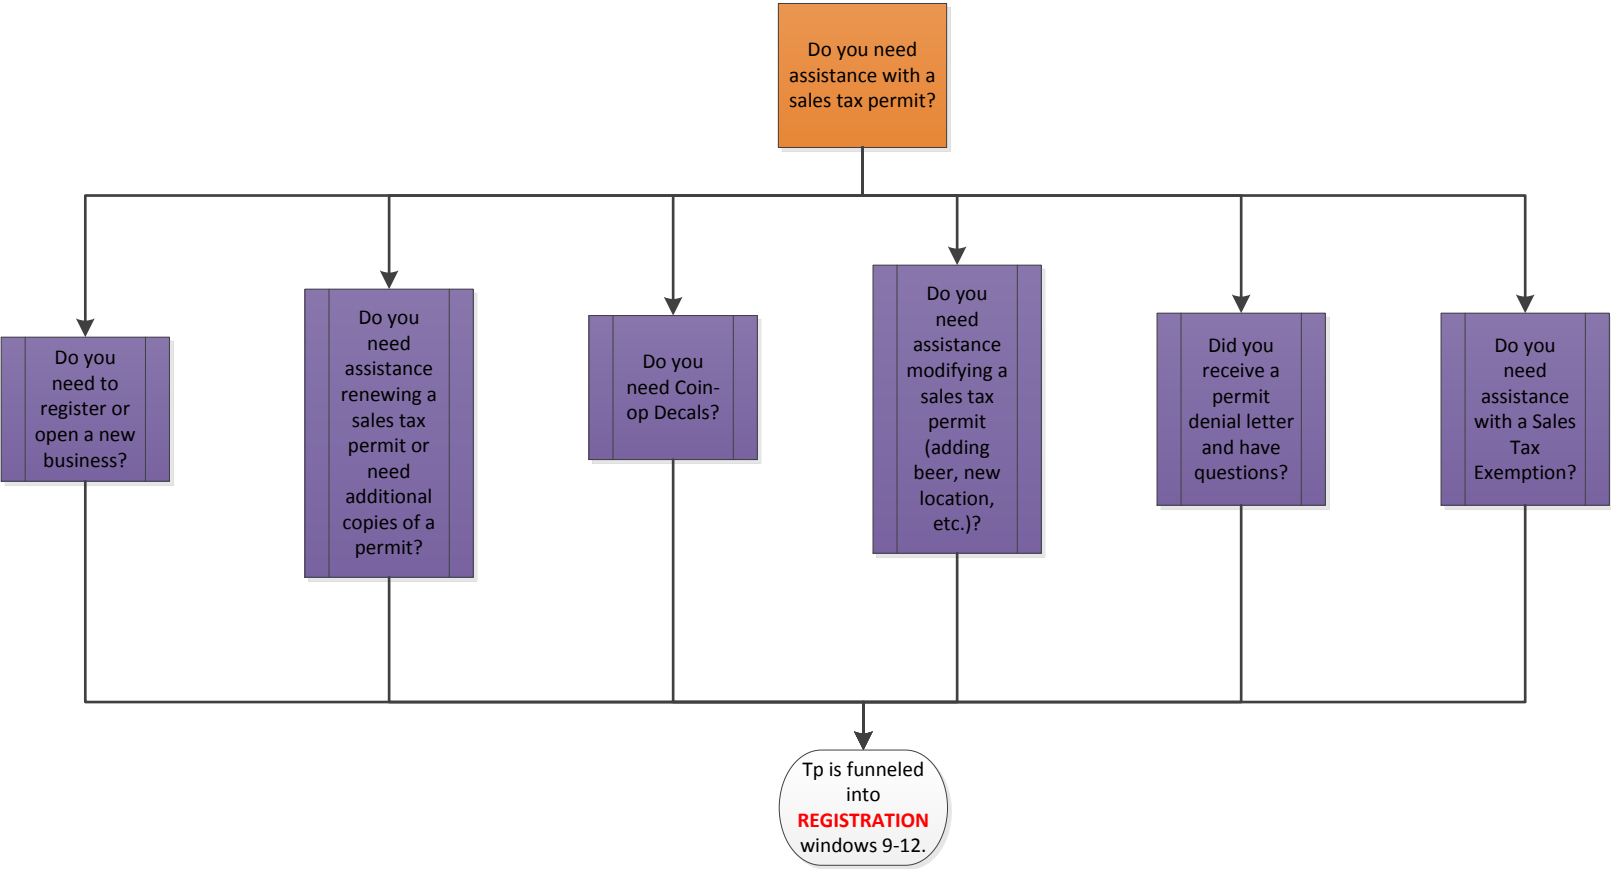 Do you need
assistance with a
sales tax permit?
Do you
need to
register or
open a new
business?
Do you
need
assistance
renewing a
sales tax
permit or
need
additional
copies of a
permit?
Do you
need Coin-
op Decals?
Do you
need
assistance
modifying a
sales tax
permit
(adding
beer, new
location,
etc.)?
Did you
receive a
permit
denial letter
and have
questions?
Do you
need
assistance
with a Sales
Tax
Exemption?
Tp is funneled
into
REGISTRATION
windows 9-12.